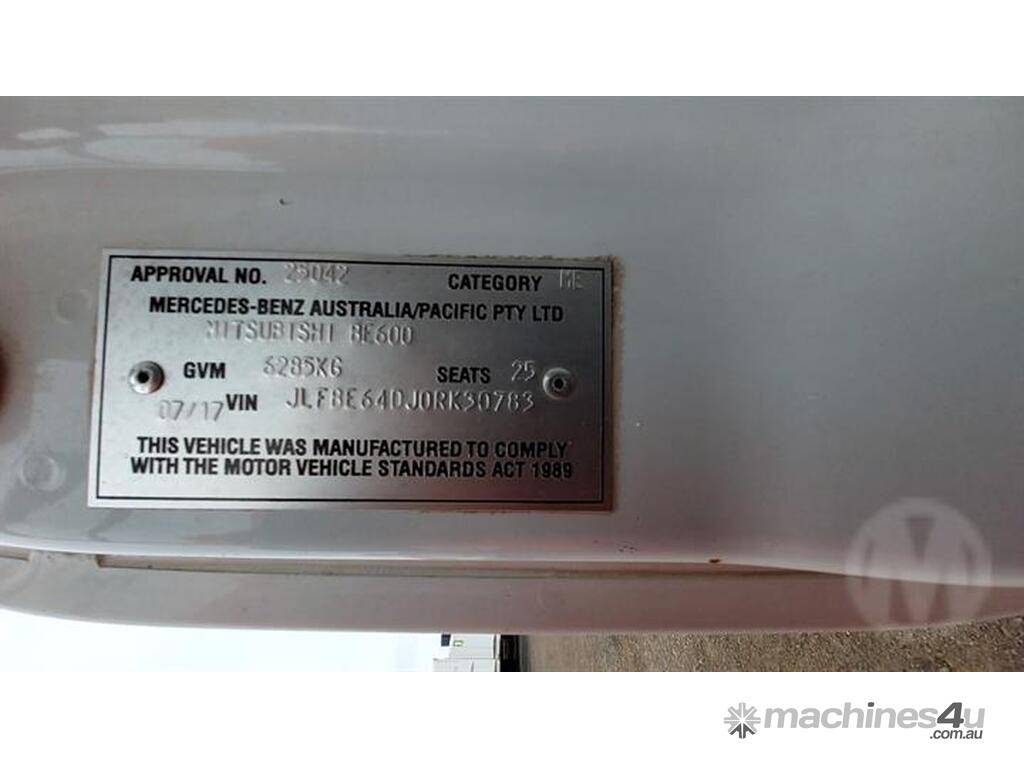 APPROVAL NO. 25042 CATEGORY ME
MERCEDES-BENZ AUSTRALIA/PACIFIC PTY LTD
MITSUBISHI BE600
GVM 6285KG SEATS 25
07/17 VIN JLFBE64DJ0RK30783
THIS VEHICLE WAS MANUFACTURED TO COMPLY
WITH THE MOTOR VEHICLE STANDARDS ACT 1989
M
machines4u
.com.au